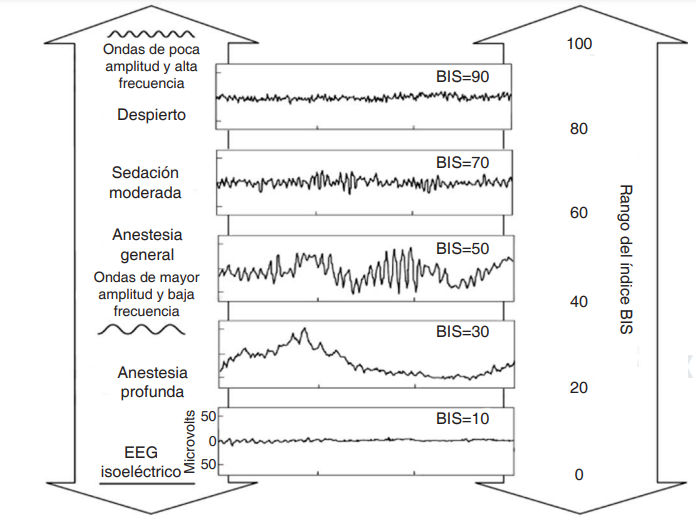 Ondas de poca
amplitud y alta
frecuencia
Despierto
Sedación
moderada
Anestesia
general
Ondas de mayor
amplitud y baja
frecuencia
Anestesia
profunda
EEG
isoeléctrico
BIS=90
BIS=70
BIS=50
BIS=30
BIS=10
Microvolts
50
0
50
100
80
60
40
20
0
Rango del índice BIS